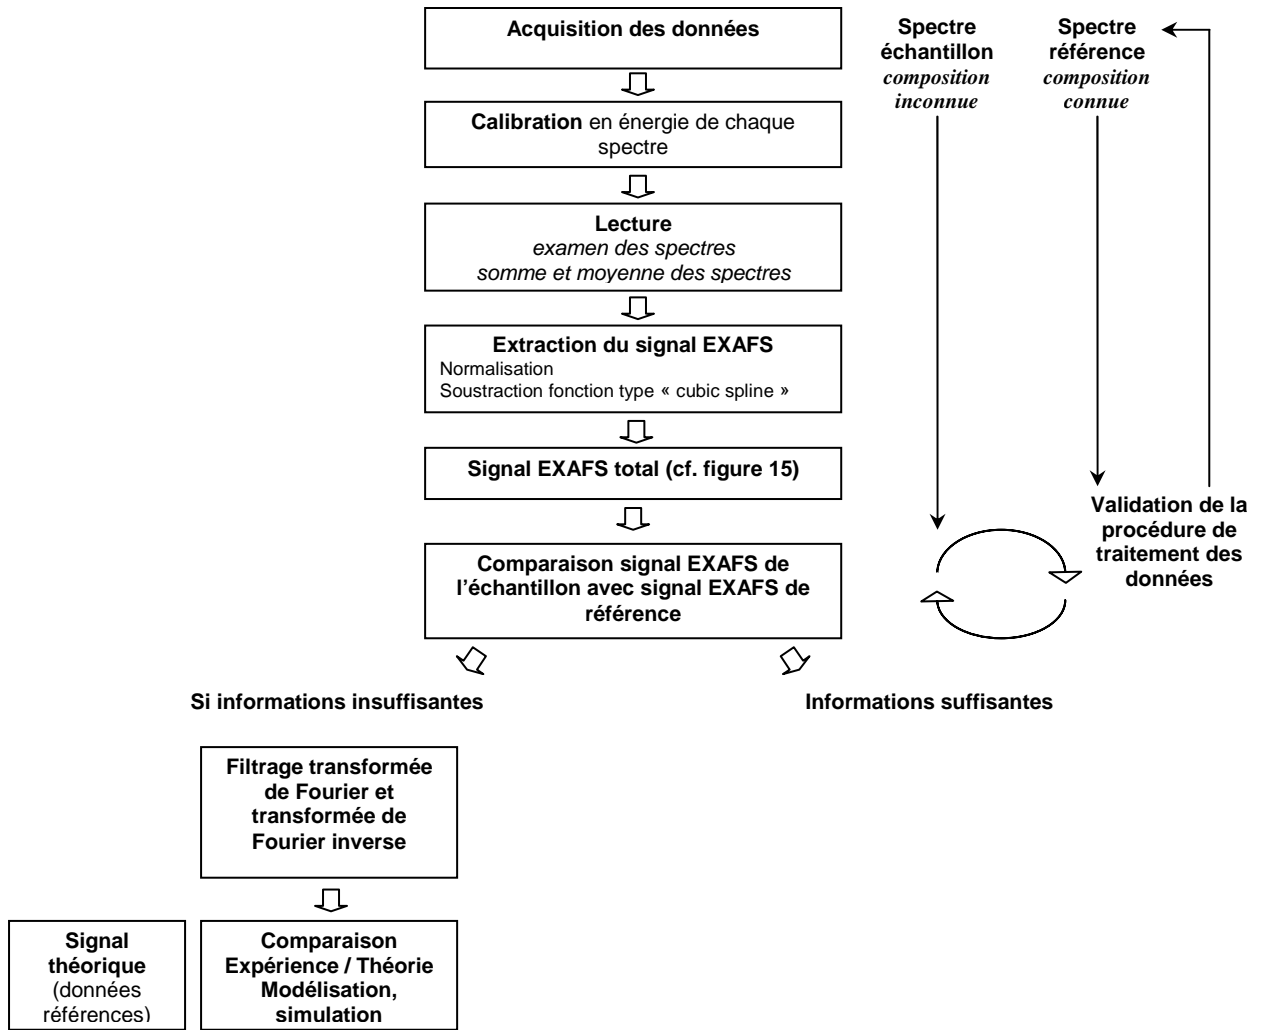 Acquisition des données
Calibration en énergie de chaque
spectre
Lecture
examen des spectres
somme et moyenne des spectres
Extraction du signal EXAFS
Normalisation
Soustraction fonction type « cubic spline »
Signal EXAFS total (cf. figure 15)
Comparaison signal EXAFS de
l'échantillon avec signal EXAFS de
référence
Spectre
échantillon
composition
inconnue
Spectre
référence
composition
connue
Validation de la
procédure de
traitement des
données
Si informations insuffisantes
Informations suffisantes
Filtrage transformée
de Fourier et
transformée de
Fourier inverse
Signal
théorique
(données
références)
Comparaison
Expérience / Théorie
Modélisation,
simulation